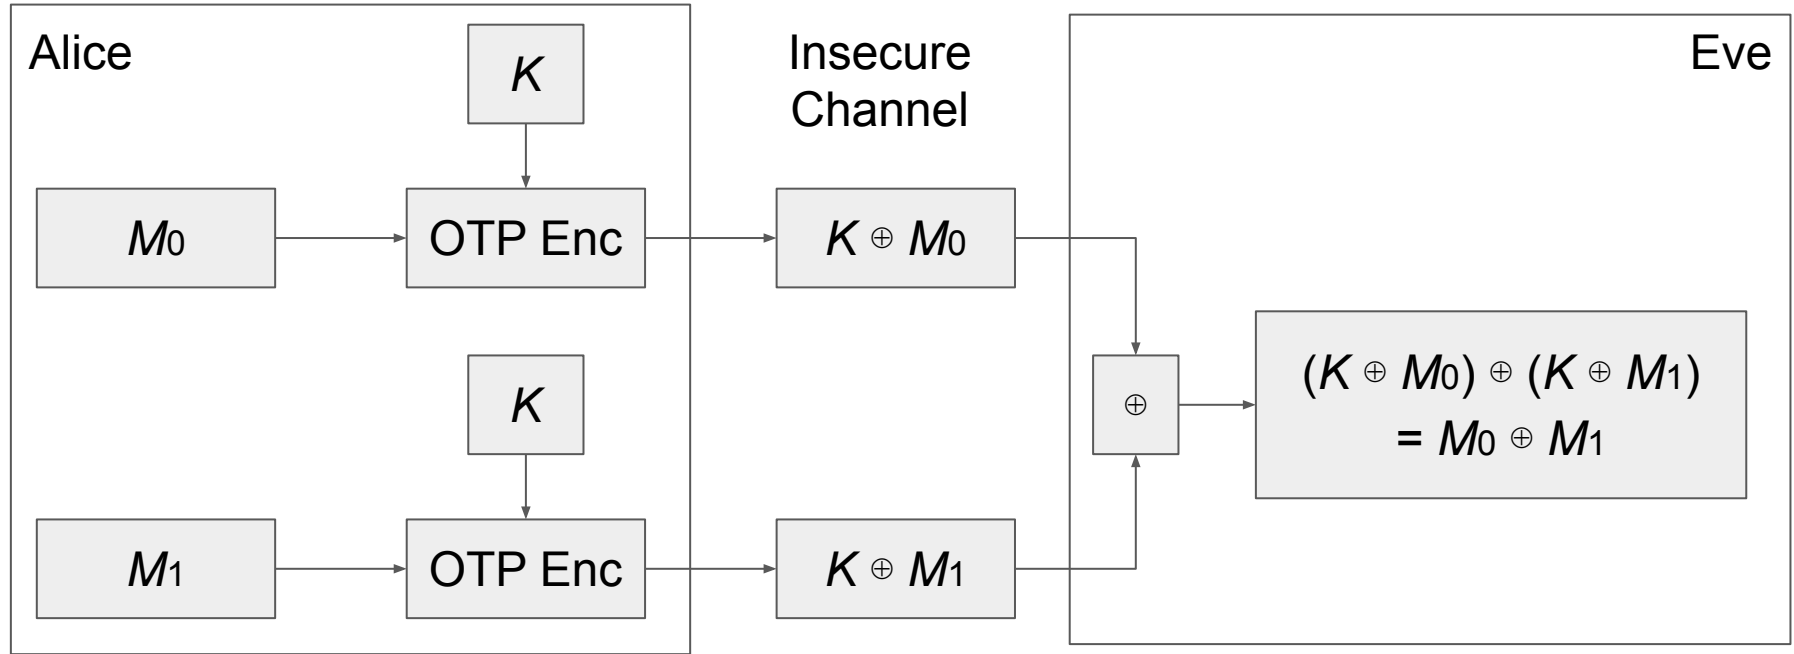 Alice
K
Insecure
Channel
Eve
M0
OTP Enc
K ⊕ M0
K
⊕
(K ⊕ M0) ⊕ (K ⊕ M1)
= M0 ⊕ M1
M1
OTP Enc
K ⊕ M1